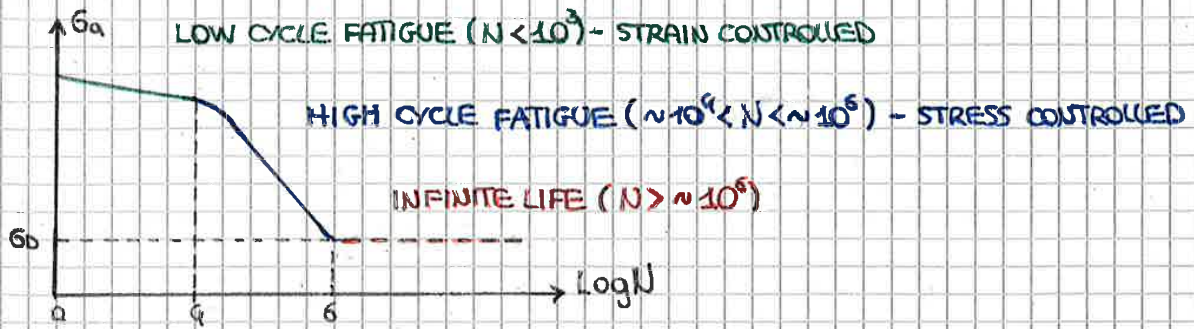 σa
LOW CYCLE FATIGUE (N<10³) - STRAIN CONTROLLED
HIGH CYCLE FATIGUE (~10⁴<N<~10⁶) - STRESS CONTROLLED
INFINITE LIFE (N>~10⁶)
σD
LogN
0 4 6